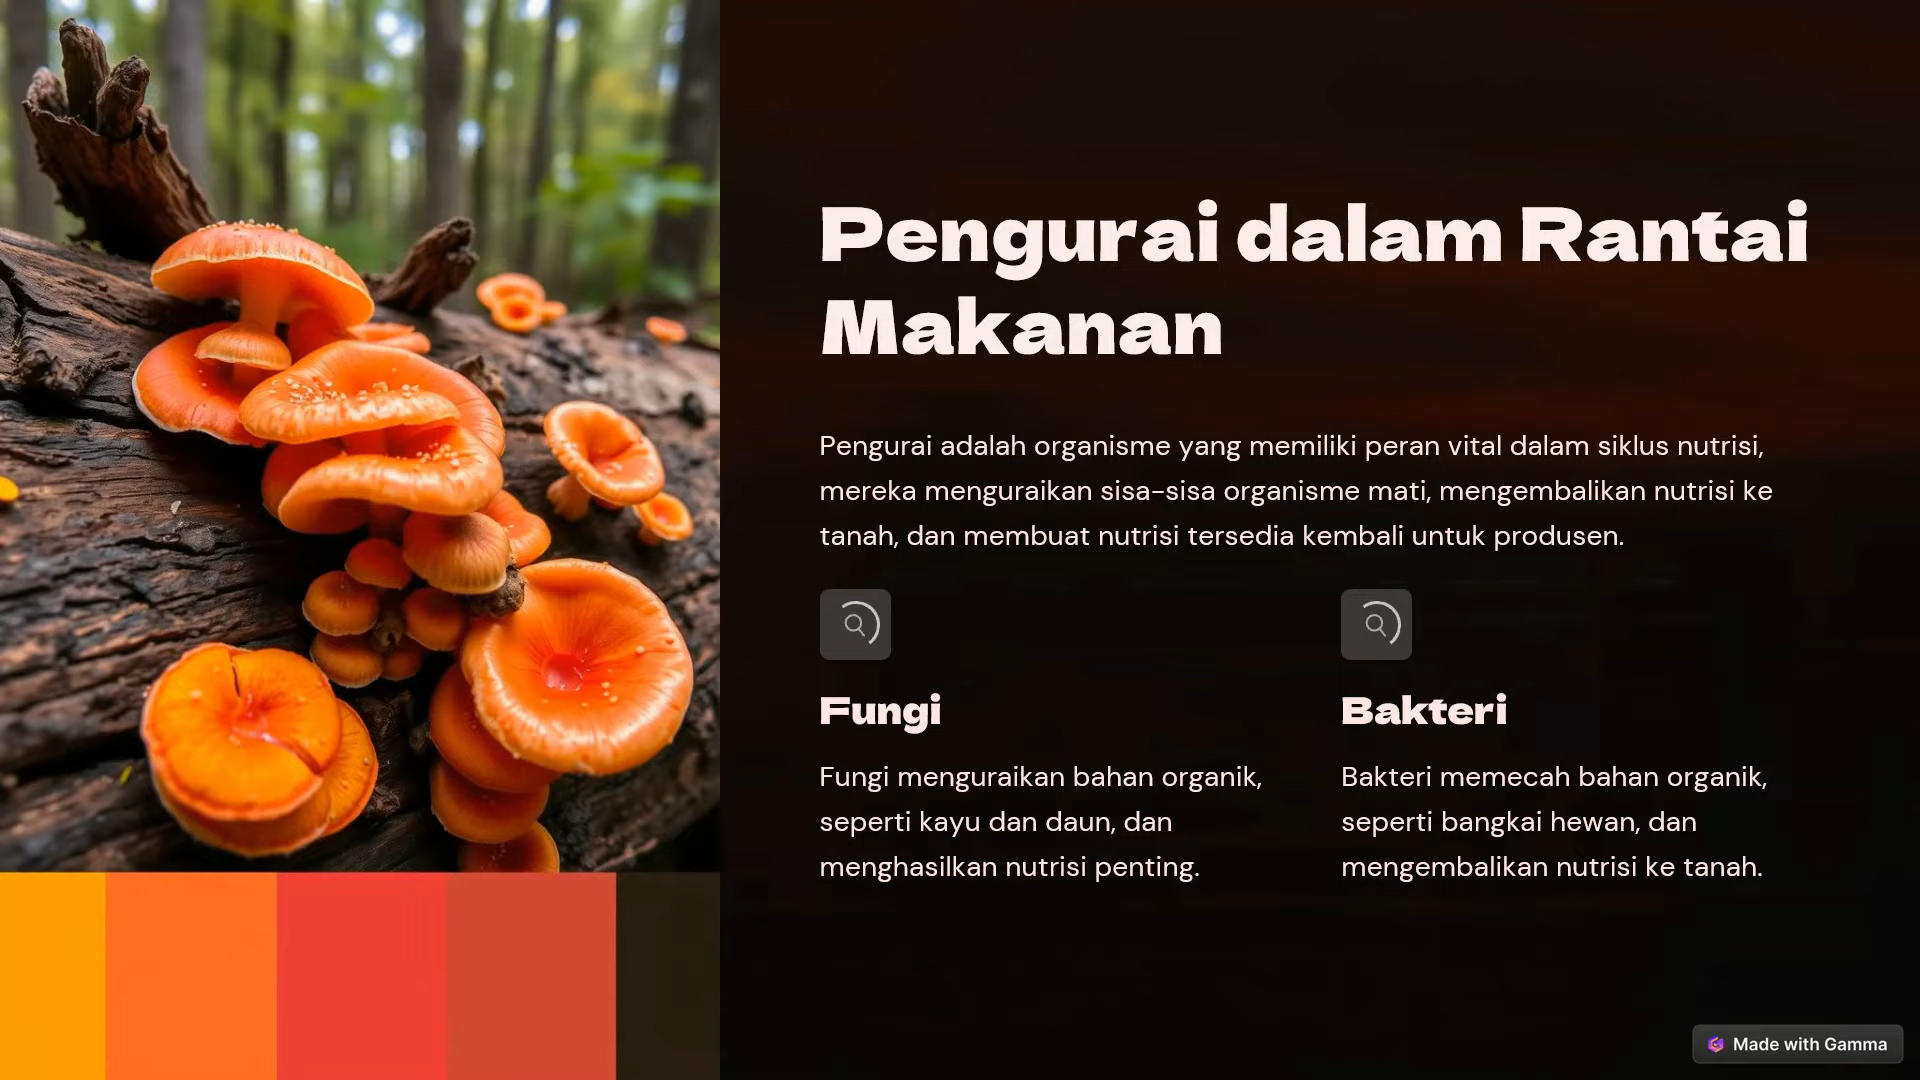 Pengurai dalam Rantai
Makanan
Pengurai adalah organisme yang memiliki peran vital dalam siklus nutrisi,
mereka menguraikan sisa-sisa organisme mati, mengembalikan nutrisi ke
tanah, dan membuat nutrisi tersedia kembali untuk produsen.
Fungi
Fungi menguraikan bahan organik,
seperti kayu dan daun, dan
menghasilkan nutrisi penting.
Bakteri
Bakteri memecah bahan organik,
seperti bangkai hewan, dan
mengembalikan nutrisi ke tanah.
Made with Gamma